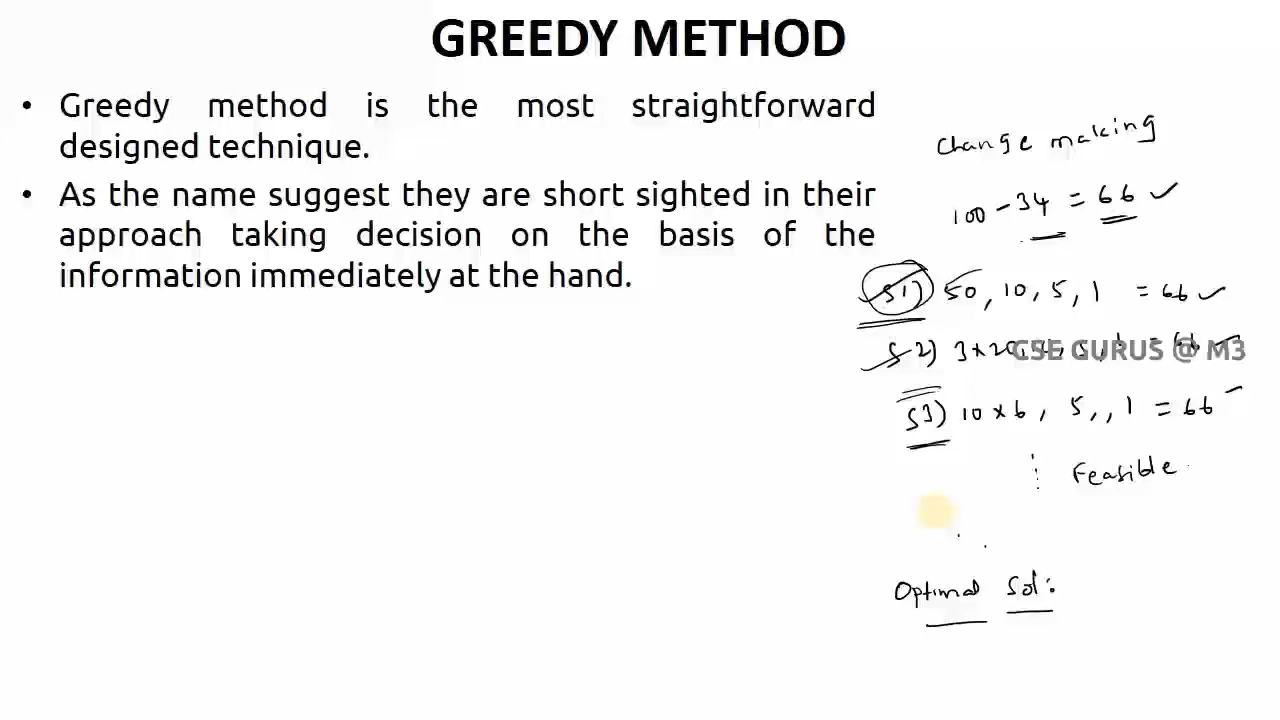 GREEDY METHOD
• Greedy method is the most straightforward
designed technique.
• As the name suggest they are short sighted in their
approach taking decision on the basis of the
information immediately at the hand.
Change making
100 - 34 = 66 ✓
S1) 50, 10, 5, 1 = 66 ✓
S2) 3×20, = 66
CSE GURUS @ M3
S3) 10×6, 5,, 1 = 66
Feasible
Optimal Sol: